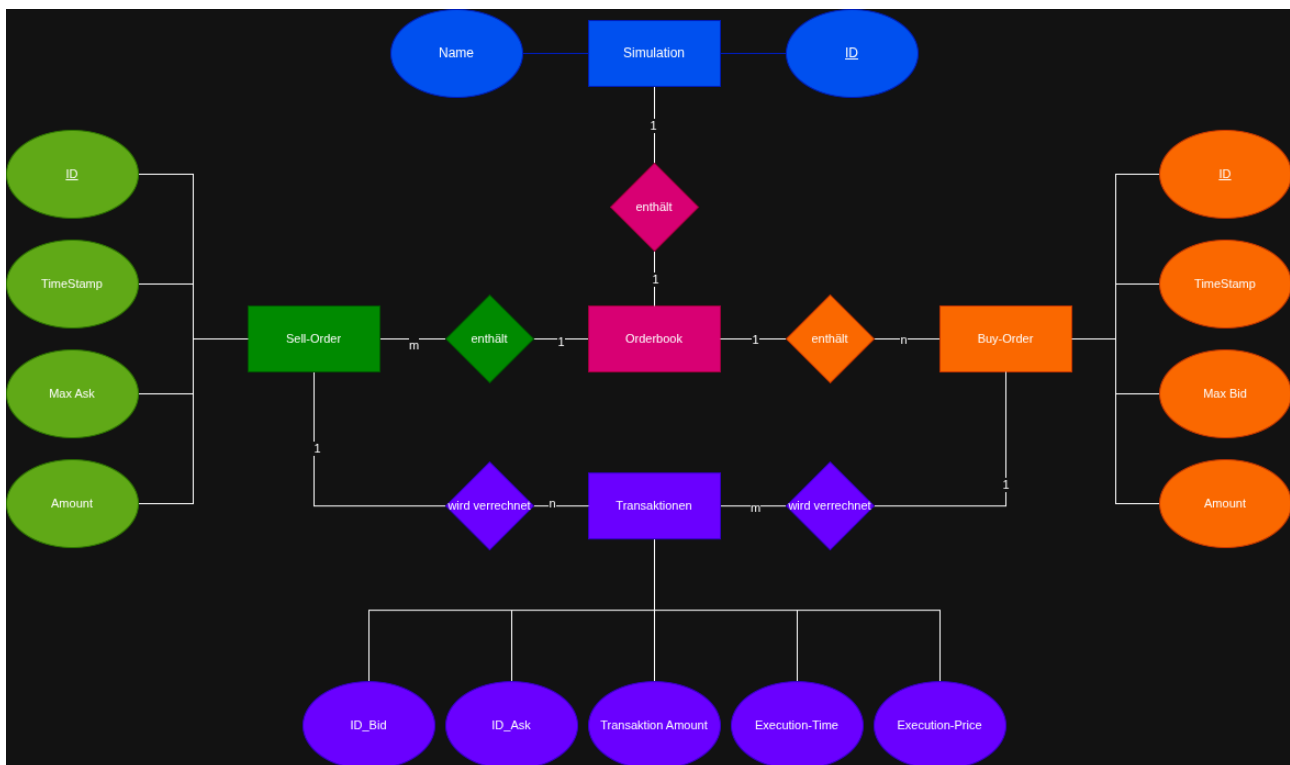 Name
Simulation
ID
1
enthält
1
ID
TimeStamp
Max Ask
Amount
Sell-Order
m
enthält
1
Orderbook
1
enthält
n
Buy-Order
ID
TimeStamp
Max Bid
Amount
1
wird verrechnet
n
Transaktionen
m
wird verrechnet
1
ID_Bid
ID_Ask
Transaktion Amount
Execution-Time
Execution-Price